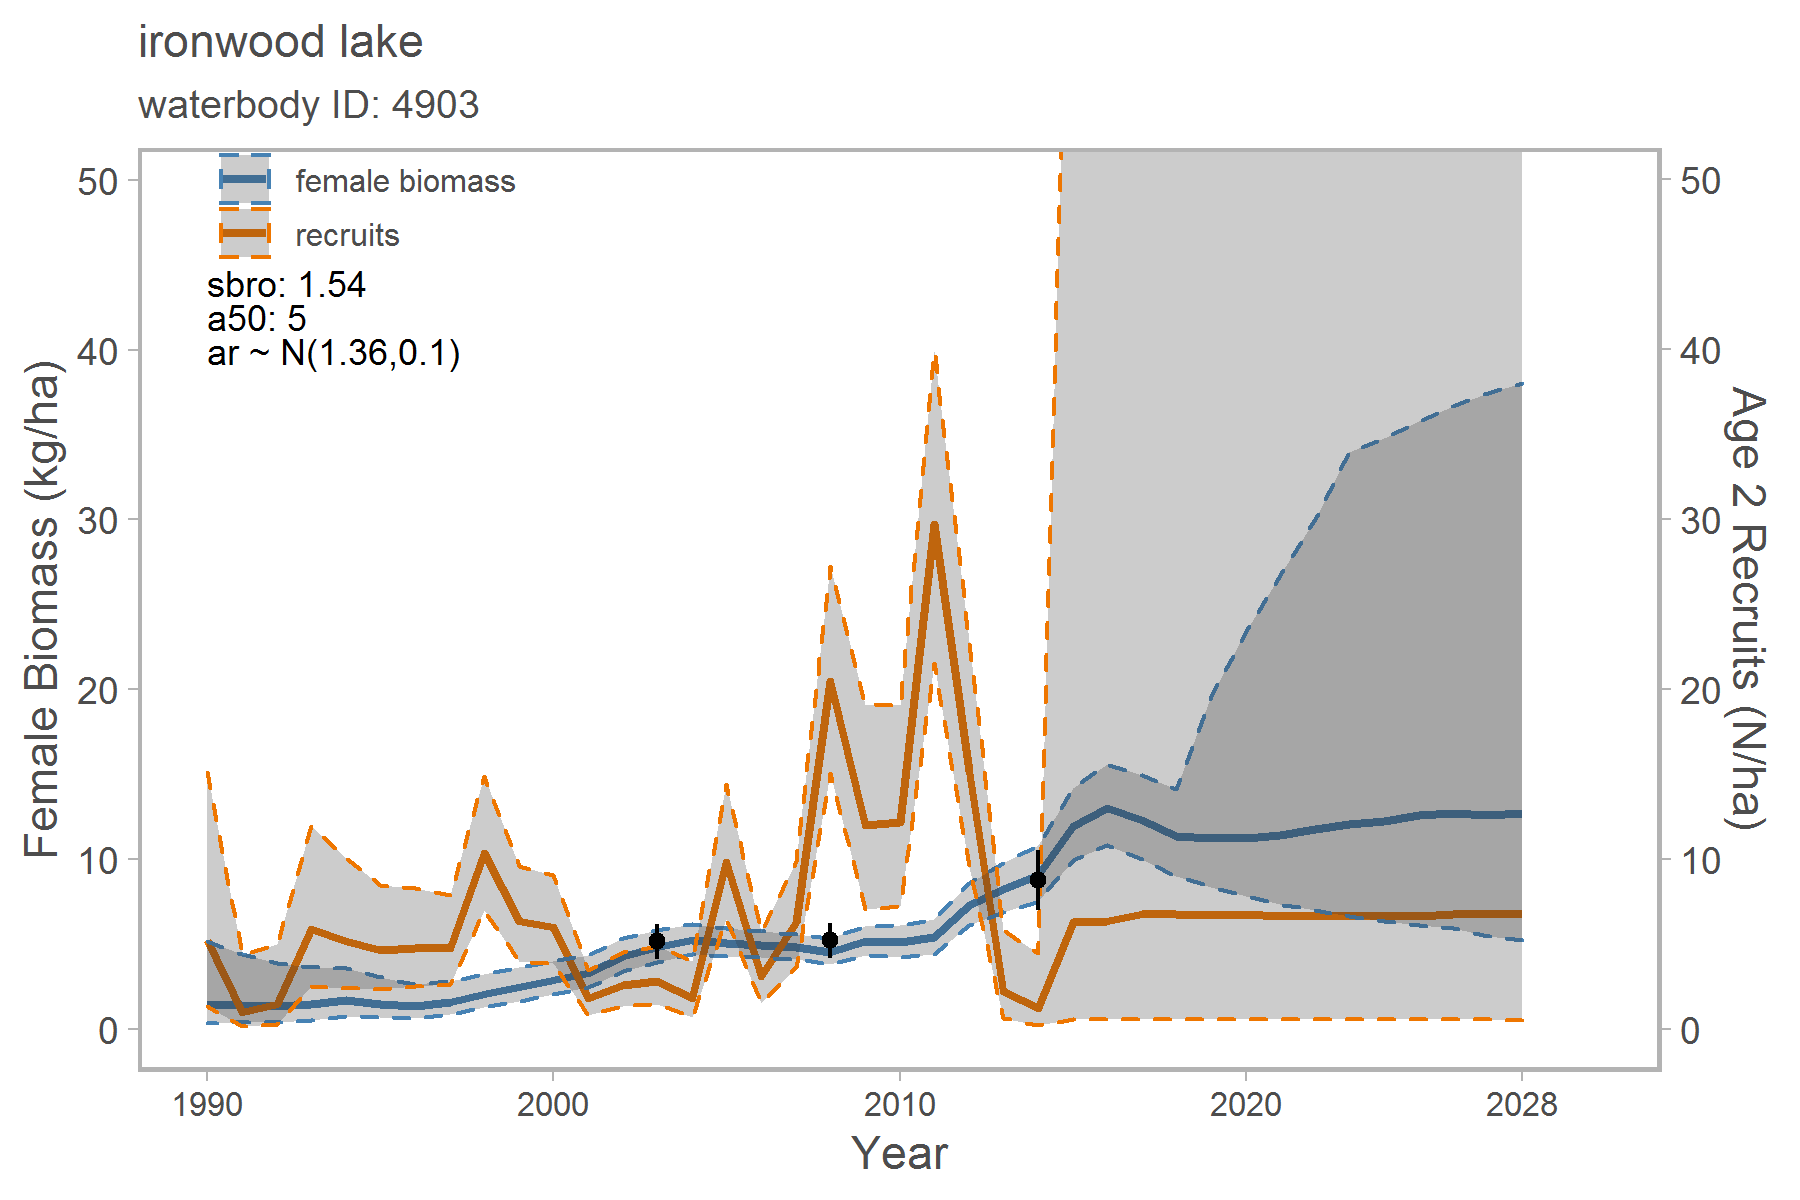 ironwood lake
waterbody ID: 4903
female biomass
recruits
sbro: 1.54
a50: 5
ar ~ N(1.36,0.1)
Female Biomass (kg/ha)
50
40
30
20
10
0
50
40
30
20
10
0
Age 2 Recruits (N/ha)
1990
2000
2010
2020
2028
Year